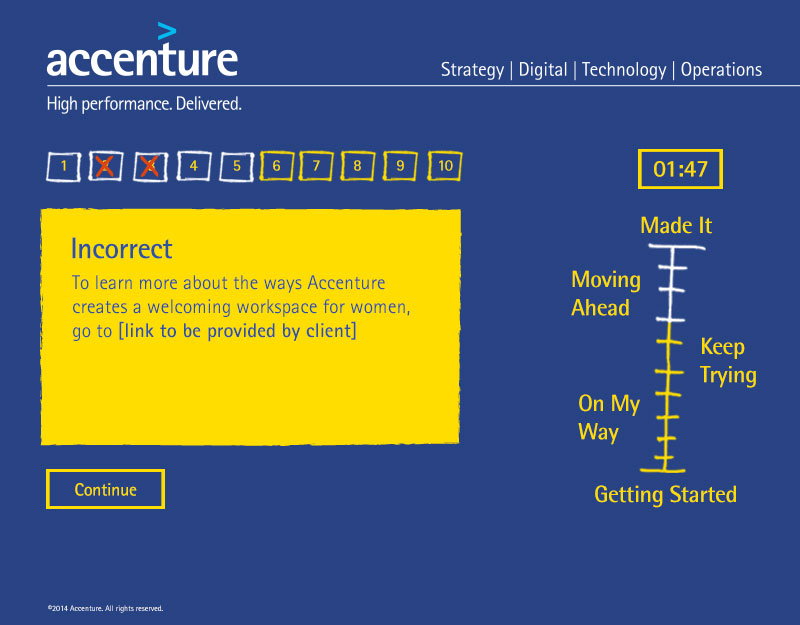 >
accenture
Strategy | Digital | Technology | Operations
High performance. Delivered.
1 2 3 4 5 6 7 8 9 10
01:47
Incorrect
To learn more about the ways Accenture
creates a welcoming workspace for women,
go to [link to be provided by client]
Made It
Moving
Ahead
Keep
Trying
On My
Way
Getting Started
Continue
©2014 Accenture. All rights reserved.